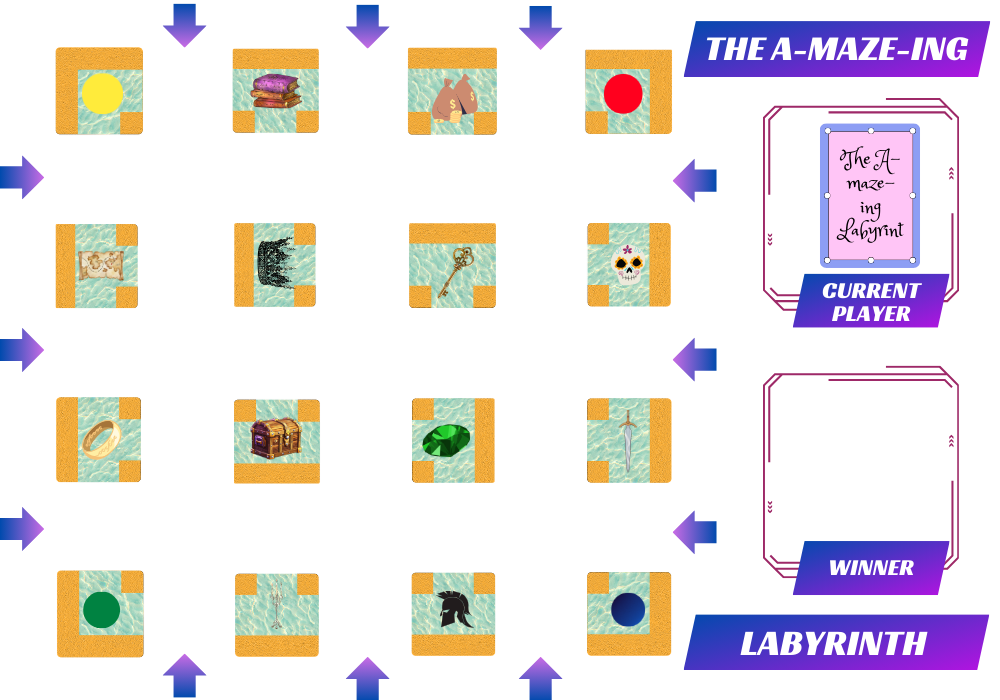 THE A-MAZE-ING
The A-
maze-
ing
Labyrint
CURRENT
PLAYER
$
$
WINNER
LABYRINTH